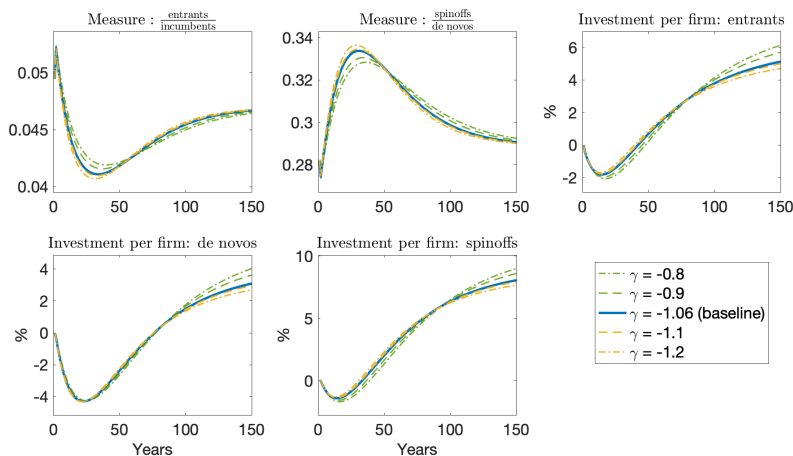 Measure : entrants/incumbents
0.05
0.045
0.04
0 50 100 150
Measure : spinoffs/de novos
0.34
0.32
0.3
0.28
0 50 100 150
Investment per firm: entrants
%
6
4
2
0
-2
0 50 100 150
Investment per firm: de novos
%
4
2
0
-2
-4
0 50 100 150
Years
Investment per firm: spinoffs
%
10
5
0
0 50 100 150
Years
γ = -0.8
γ = -0.9
γ = -1.06 (baseline)
γ = -1.1
γ = -1.2